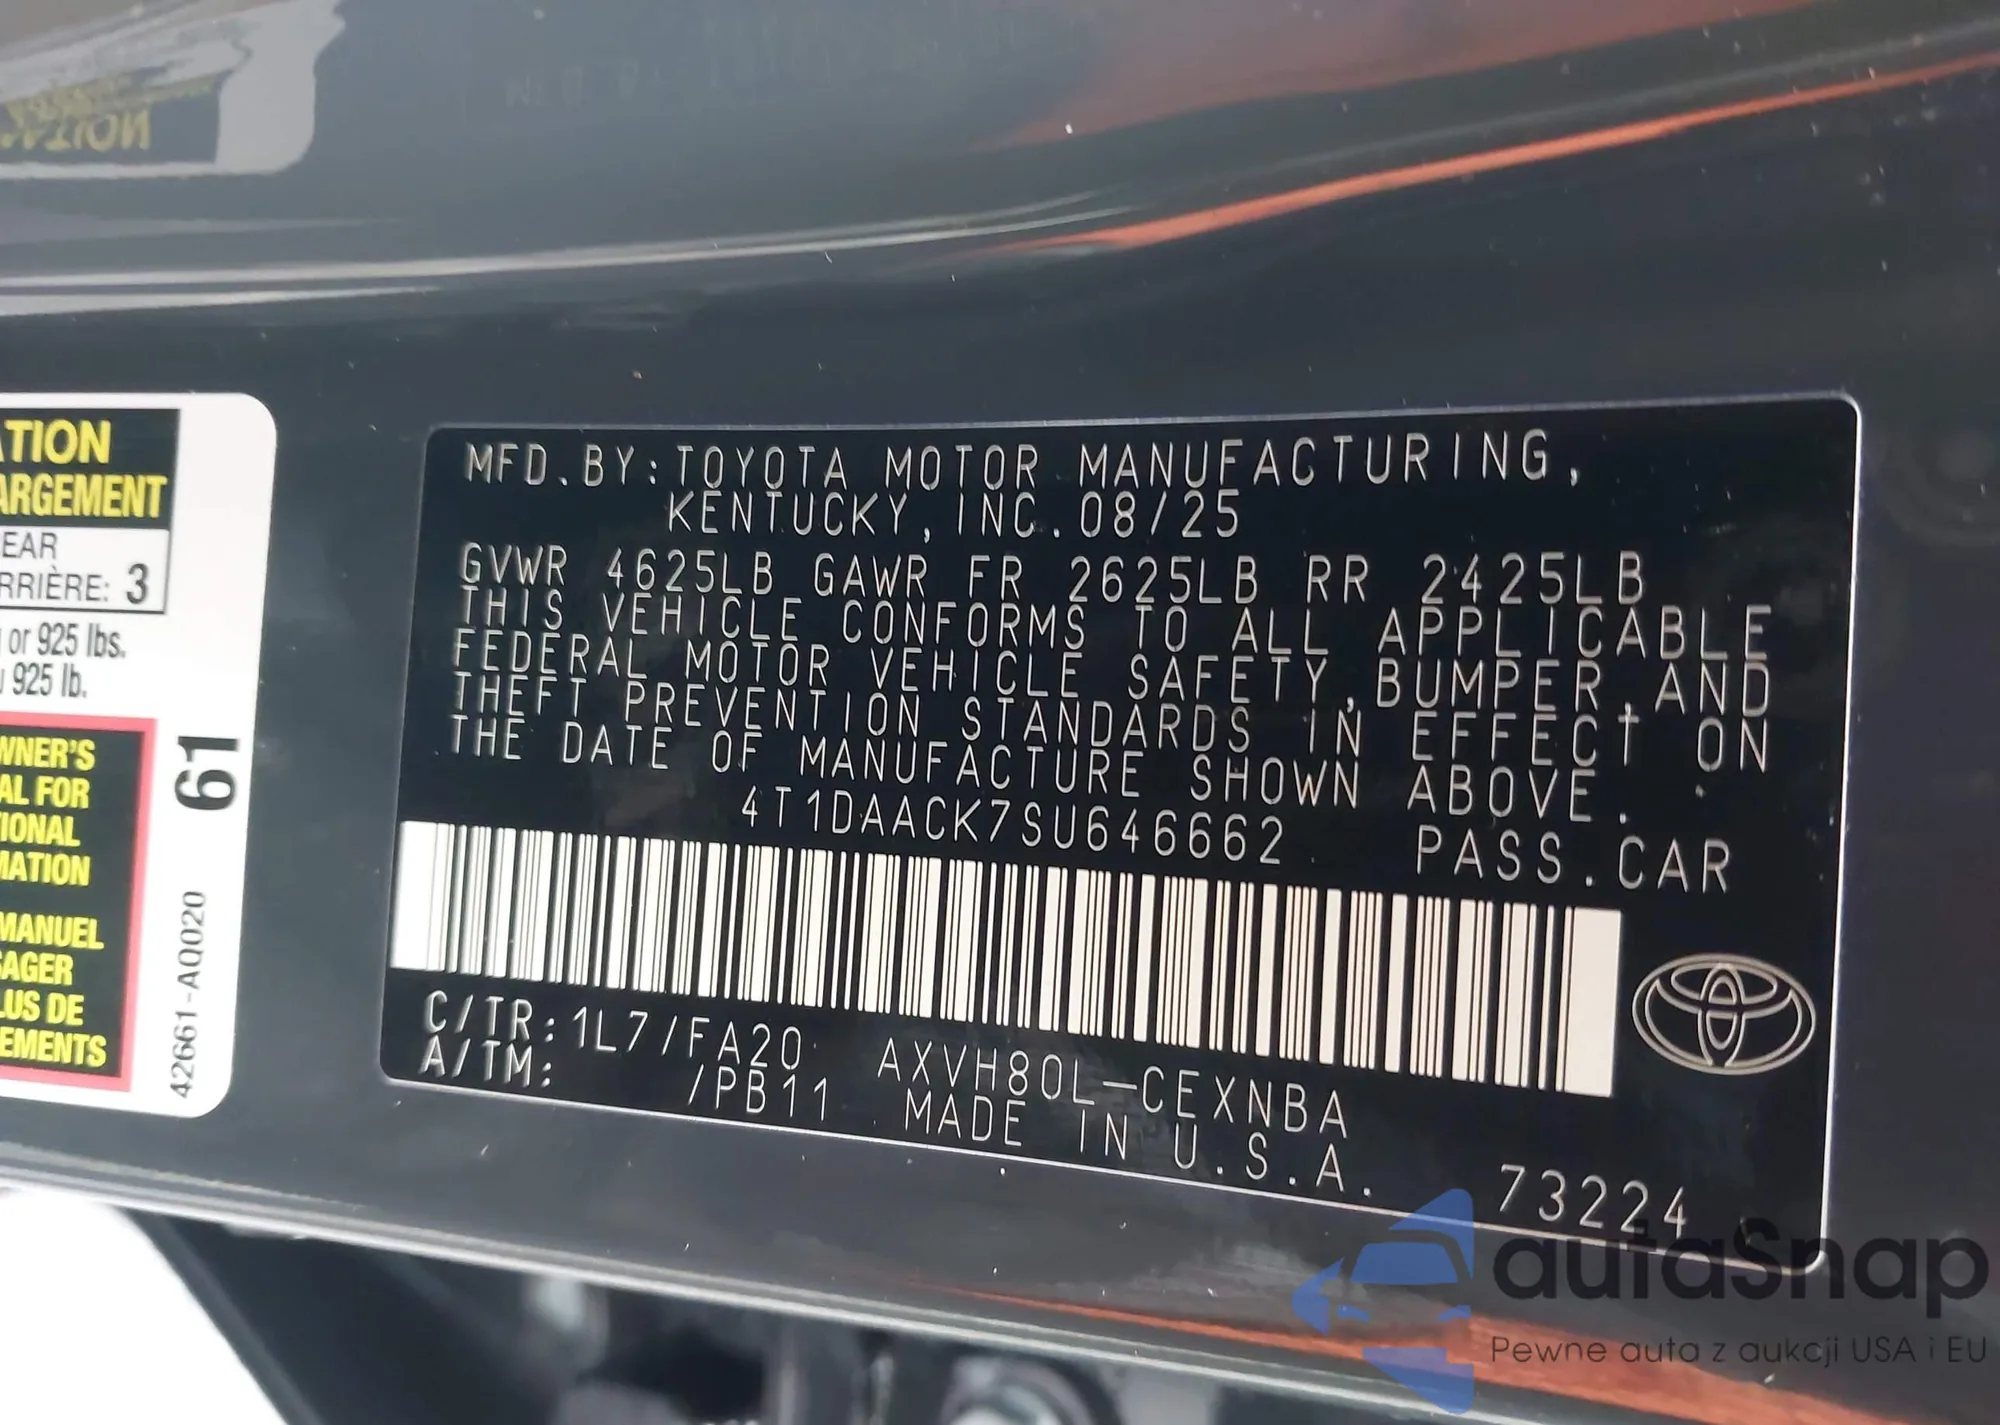 ATION
ARGEMENT
EAR
RRIÈRE: 3
or 925 lbs.
925 lb.
WNER'S
AL FOR
TIONAL
MATION
MANUEL
AGER
LUS DE
EMENTS
61
42661-AQ020
MFD.BY:TOYOTA MOTOR MANUFACTURING,
KENTUCKY,INC.08/25
GVWR 4625LB GAWR FR 2625LB RR 2425LB
THIS VEHICLE CONFORMS TO ALL APPLICABLE
FEDERAL MOTOR VEHICLE SAFETY,BUMPER,AND
THEFT PREVENTION STANDARDS IN EFFECT ON
THE DATE OF MANUFACTURE SHOWN ABOVE.
4T1DAACK7SU646662 PASS.CAR
C/TR:1L7/FA20 AXVH80L-CEXNBA
A/TM: /PB11 MADE IN U.S.A.
73224
autoSnap
Pewne auta z aukcji USA i EU